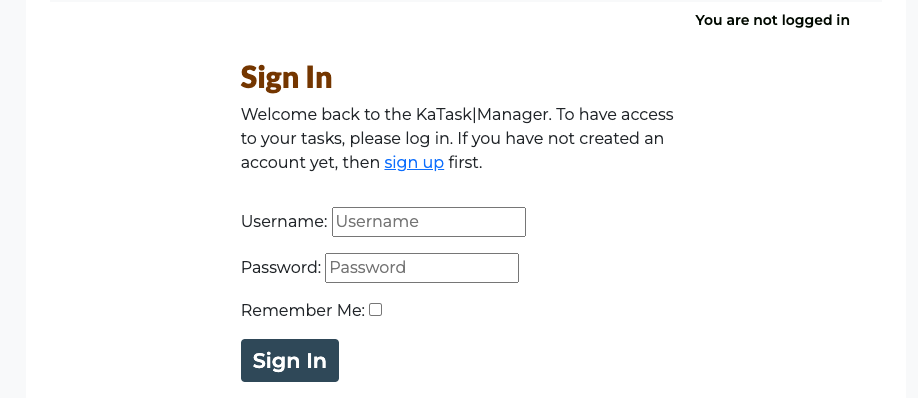 You are not logged in
Sign In
Welcome back to the KaTask|Manager. To have access
to your tasks, please log in. If you have not created an
account yet, then sign up first.
Username: Username
Password: Password
Remember Me:
Sign In